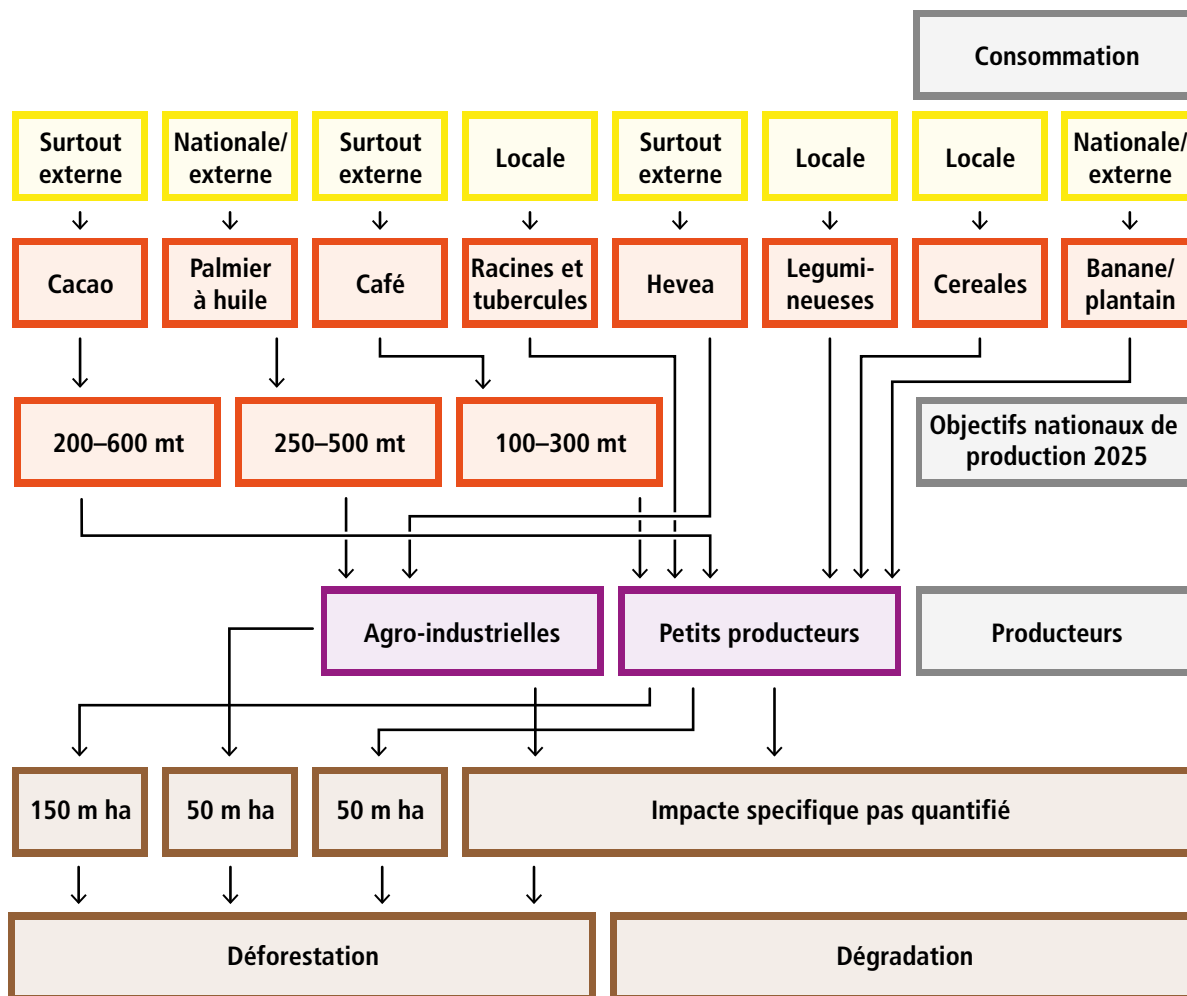 Consommation
Surtout
externe
Nationale/
externe
Surtout
externe
Locale
Surtout
externe
Locale
Locale
Nationale/
externe
Cacao
Palmier
à huile
Café
Racines et
tubercules
Hevea
Legumi-
neueses
Cereales
Banane/
plantain
200–600 mt
250–500 mt
100–300 mt
Objectifs nationaux de
production 2025
Agro-industrielles
Petits producteurs
Producteurs
150 m ha
50 m ha
50 m ha
Impacte specifique pas quantifié
Déforestation
Dégradation